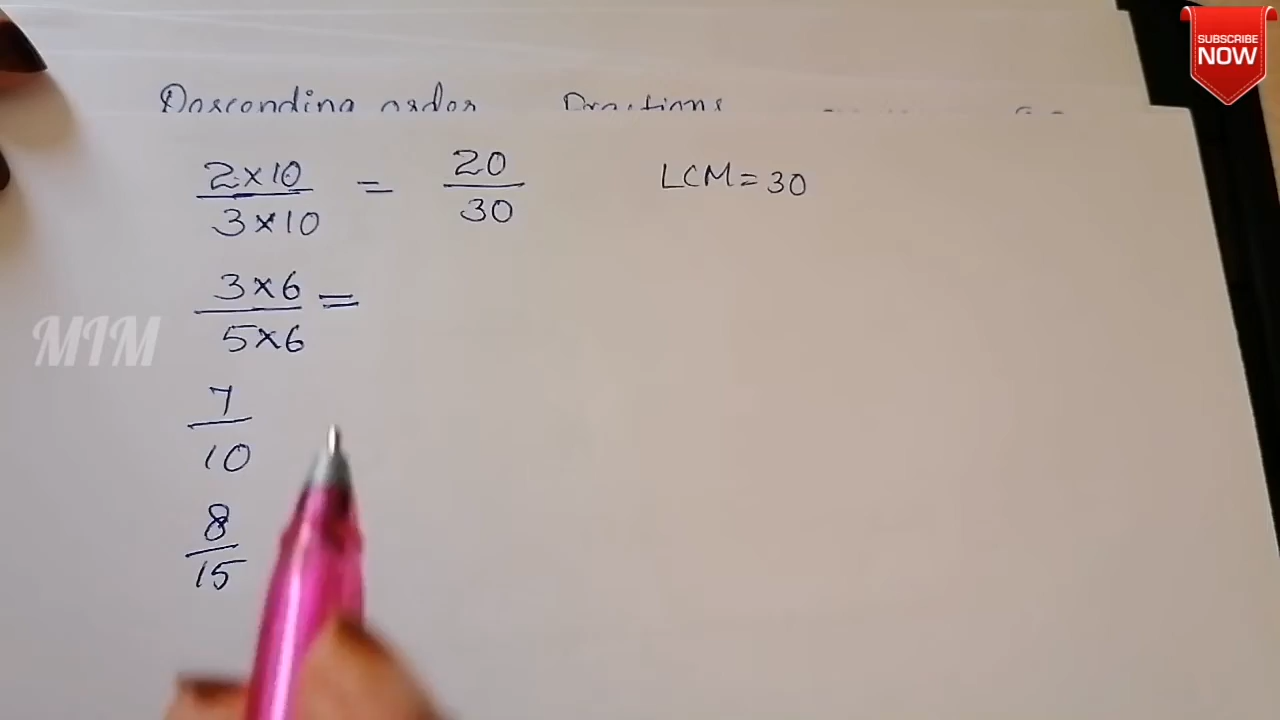 SUBSCRIBE
NOW
Descending order
2×10 = 20 LCM=30
3×10 30
3×6 =
5×6
MIM
7
10
8
15